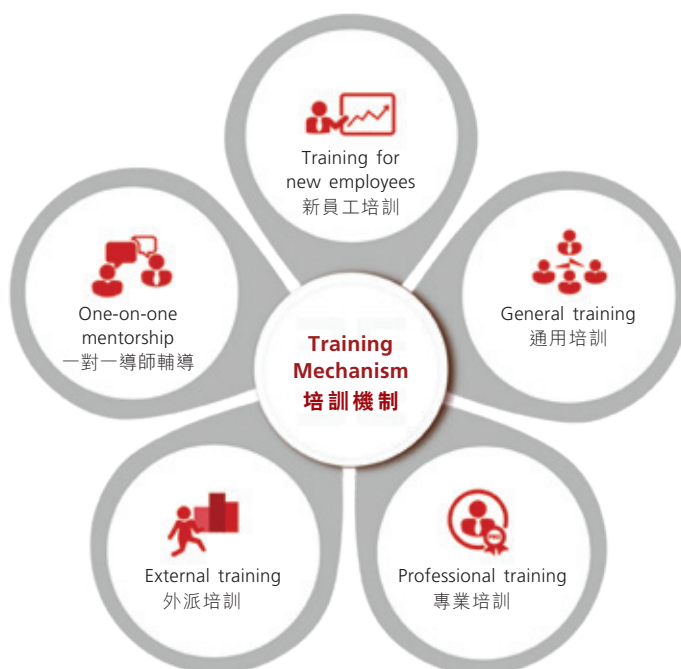 Training for
new employees
新員工培訓
One-on-one
mentorship
一對一導師輔導
General training
通用培訓
Training
Mechanism
培訓機制
External training
外派培訓
Professional training
專業培訓
PRO